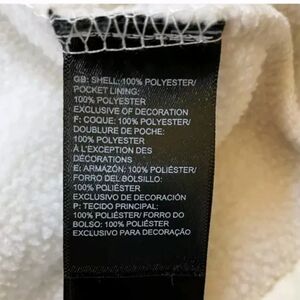 GB: SHELL: 100% POLYESTER/
POCKET LINING:
100% POLYESTER
EXCLUSIVE OF DECORATION
F: COQUE: 100% POLYESTER/
DOUBLURE DE POCHE:
100% POLYESTER
À L'EXCEPTION DES
DÉCORATIONS
E: ARMAZÓN: 100% POLIÉSTER/
FORRO DEL BOLSILLO:
100% POLIÉSTER
EXCLUSIVO DE DECORACIÓN
P: TECIDO PRINCIPAL:
100% POLIÉSTER/ FORRO DO
BOLSO: 100% POLIÉSTER
EXCLUSIVO PARA DECORAÇÃO